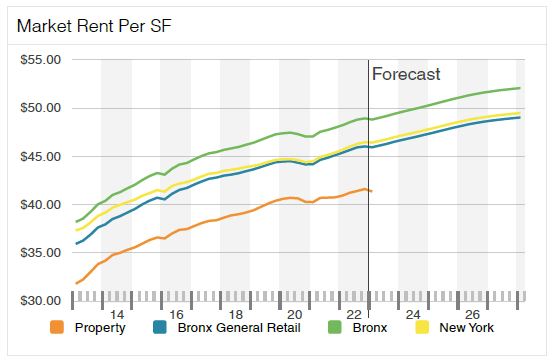 Market Rent Per SF
$55.00
Forecast
$50.00
$45.00
$40.00
$35.00
$30.00
14 16 18 20 22 24 26
Property Bronx General Retail Bronx New York